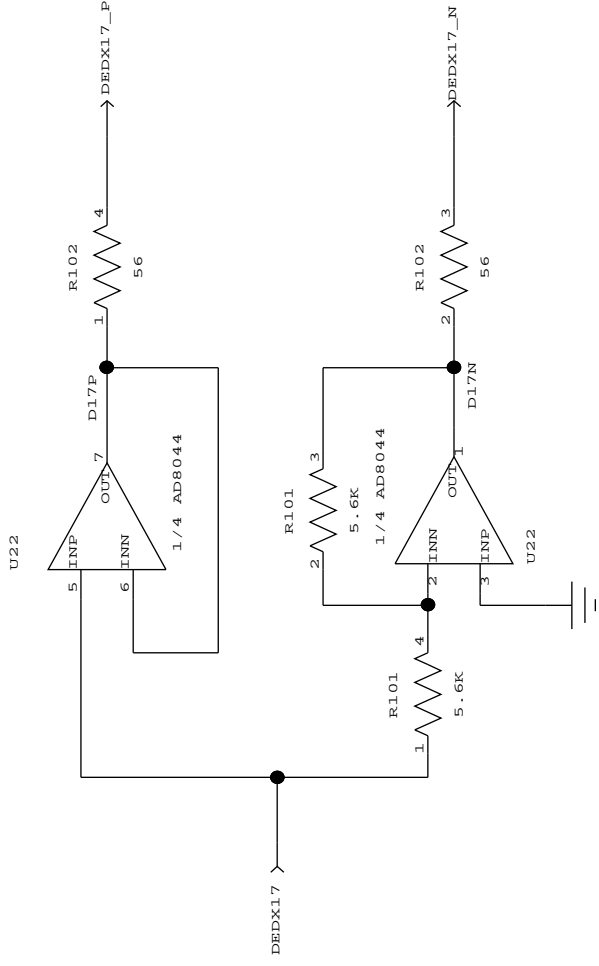 DEDX17_P
4
R102
56
1
D17P
7
OUT
1/4 AD8044
U22
INP
INN
5
6
DEDX17_N
3
R102
56
2
D17N
1
OUT
3
R101
5.6K
2
1/4 AD8044
U22
INN
INP
2
3
4
R101
5.6K
1
DEDX17